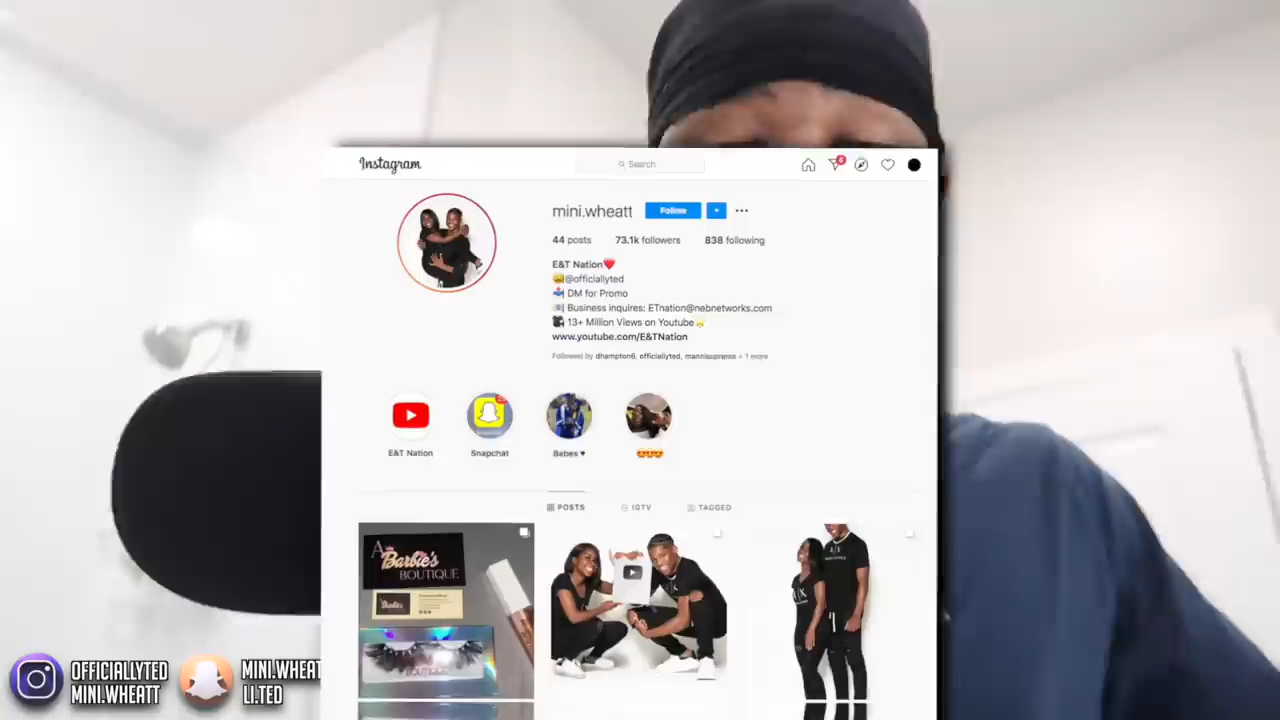 Instagram
Search
6
mini.wheatt
Follow
44 posts 73.1k followers 838 following
E&T Nation
@officiallyted
DM for Promo
Business inquires: ETnation@nebnetworks.com
13+ Million Views on Youtube
www.youtube.com/E&TNation
Followed by dhampton6, officiallyted, mannisupreme + 1 more
E&T Nation Snapchat Babes
POSTS IGTV TAGGED
Barbie's
BOUTIQUE
OFFICIALLYTED
MINI.WHEATT
MINI.WHEAT
LI.TED